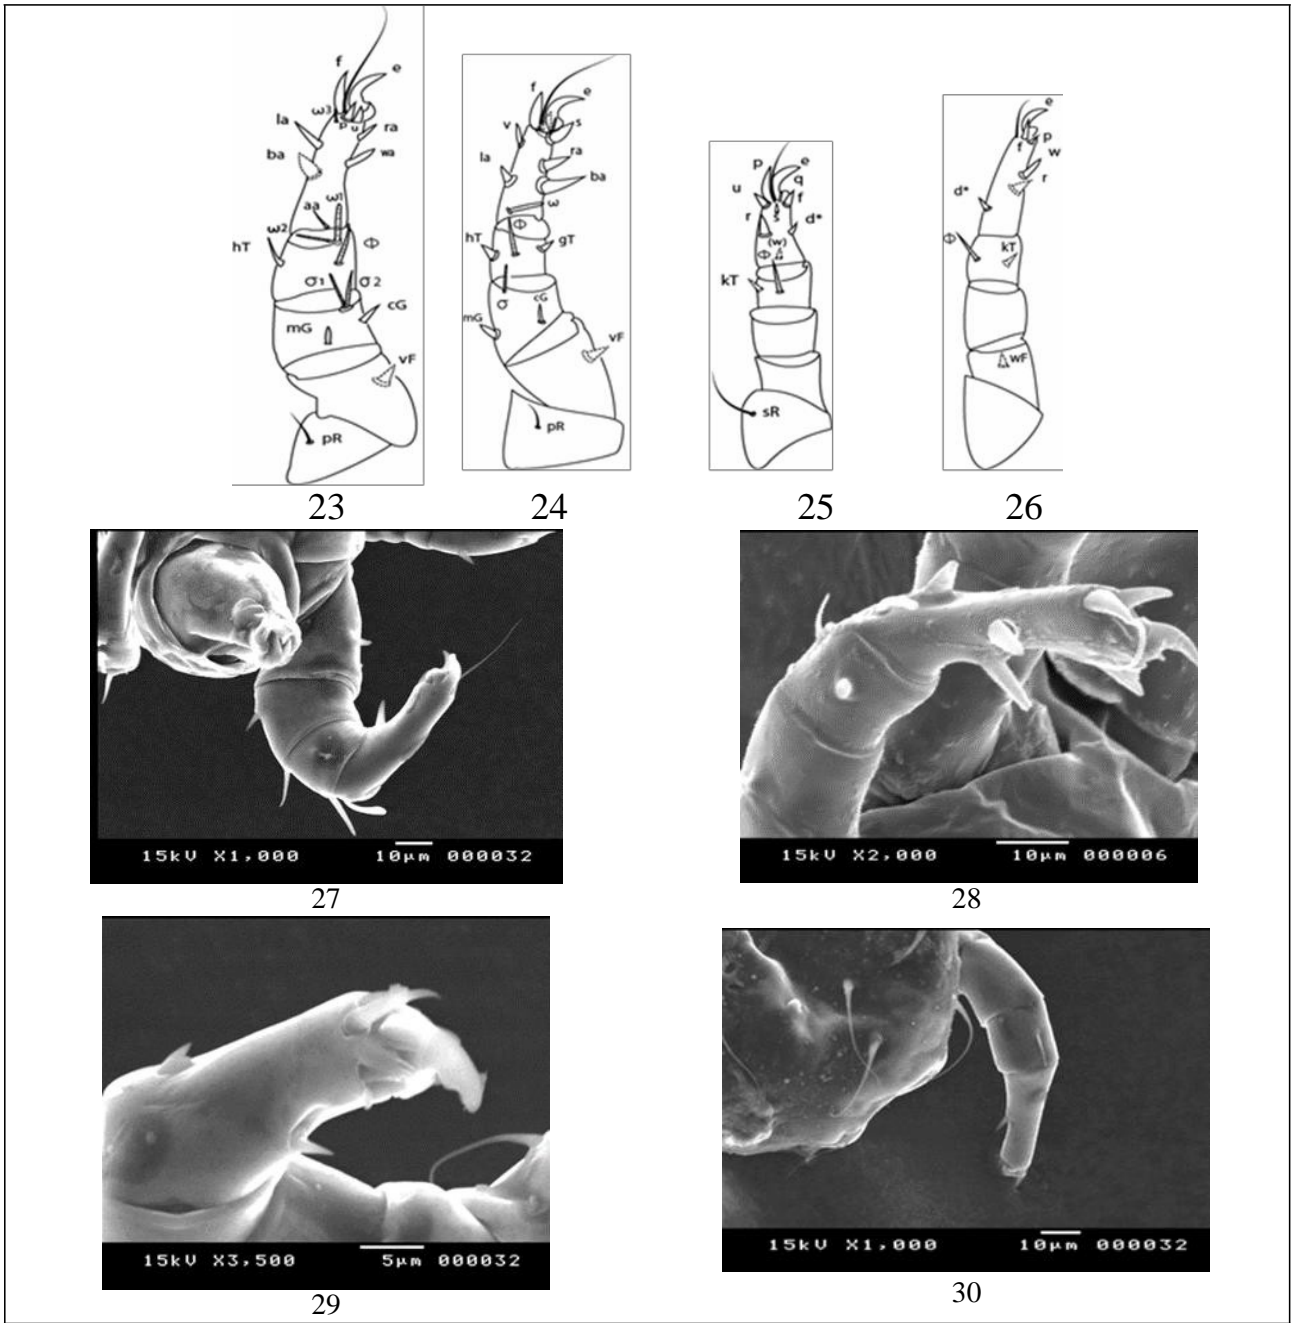 f
e
ω3
p
u
la
ra
ba
wa
aa
ω1
ω2
hT
Φ
σ1
σ2
cG
mG
vF
pR
23
f
e
v
s
la
ra
ba
ω
Φ
hT
gT
σ
cG
mG
vF
pR
24
p
e
u
q
f
r
s
d*
(w)
Φ
kT
sR
25
e
p
f
w
r
d*
Φ
kT
wF
26
15kV X1,000 10μm 000032
27
15kV X2,000 10μm 000006
28
15kV X3,500 5μm 000032
29
15kV X1,000 10μm 000032
30